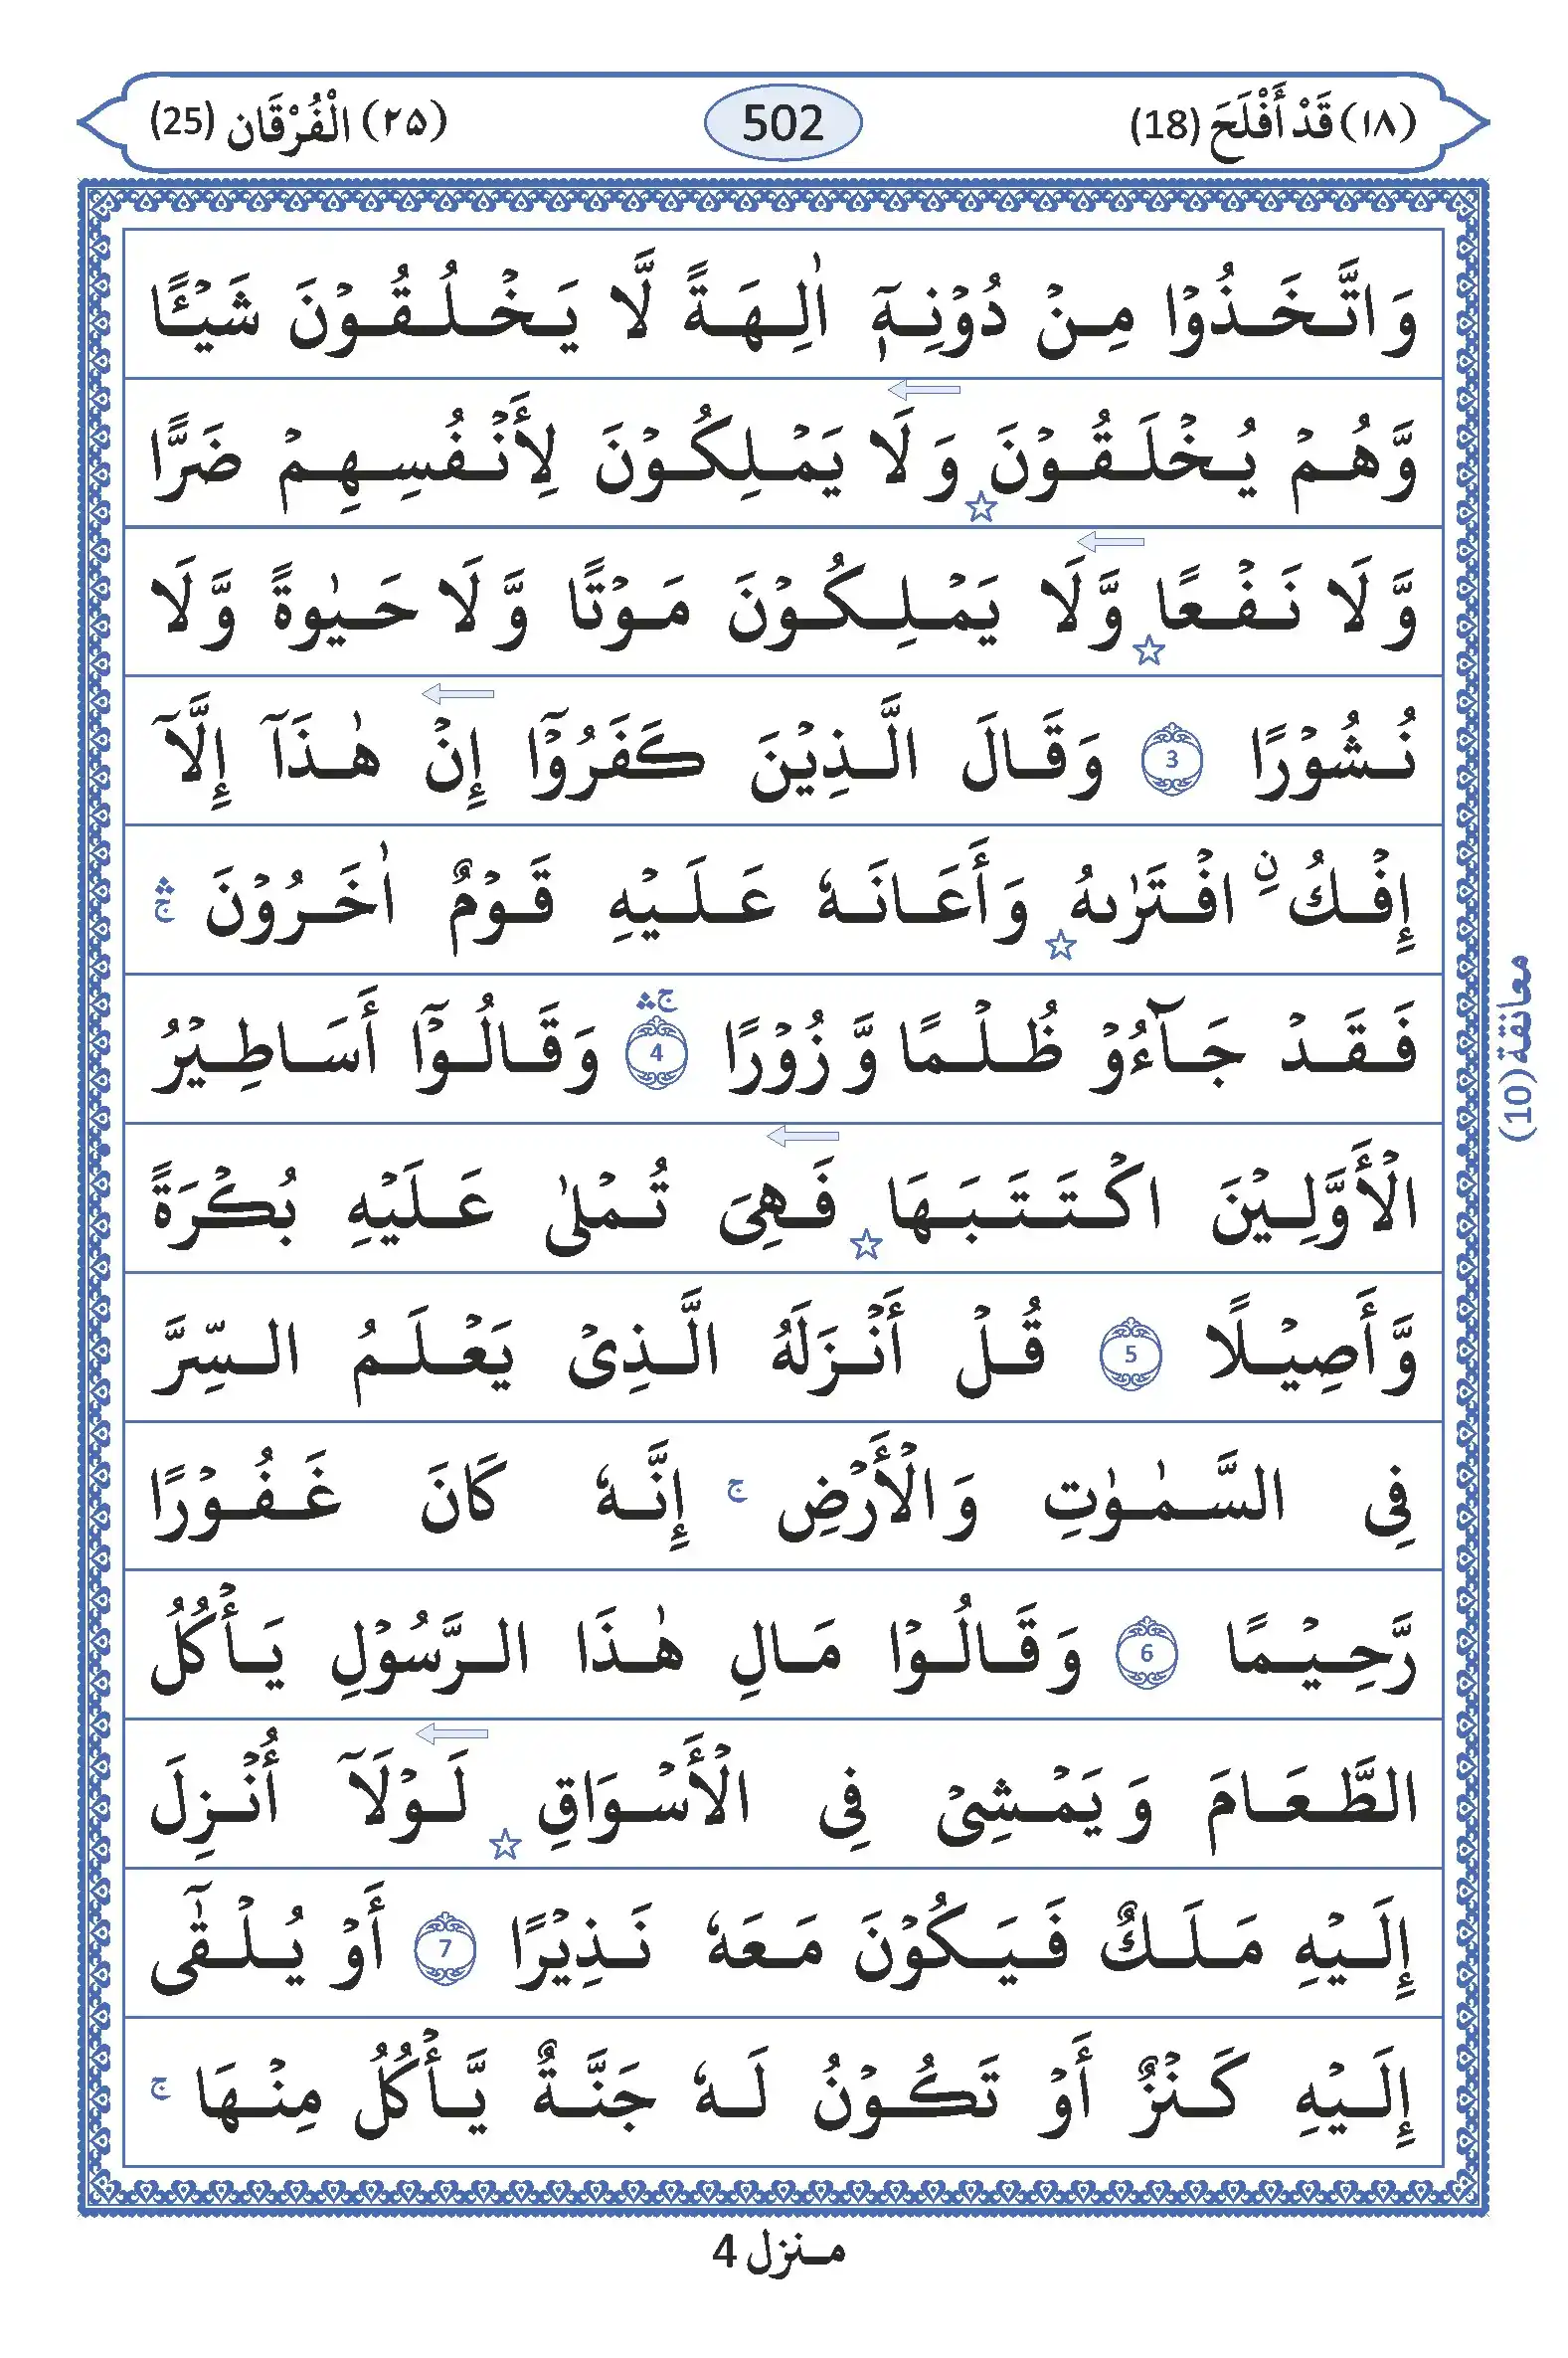 (١٨) قَدْ أَفْلَحَ (18) 502 (٢٥) الْفُرْقَان (25)
وَاتَّخَذُوْا مِنْ دُوْنِهٖٓ اٰلِهَةً لَّا يَخْلُقُوْنَ شَيْـًٔا
وَّهُمْ يُخْلَقُوْنَ ☆ وَلَا يَمْلِكُوْنَ لِأَنْفُسِهِمْ ضَرًّا
وَّلَا نَفْعًا ☆ وَّلَا يَمْلِكُوْنَ مَوْتًا وَّلَا حَيٰوةً وَّلَا
نُشُوْرًا 3 وَقَالَ الَّذِيْنَ كَفَرُوْٓا إِنْ هٰذَآ إِلَّآ
إِفْكُ ۨ افْتَرٰىهُ ☆ وَأَعَانَهٗ عَلَيْهِ قَوْمٌ اٰخَرُوْنَ ۛۚ
فَقَدْ جَآءُوْ ظُلْمًا وَّزُوْرًا ۛۚ 4 وَقَالُوْٓا أَسَاطِيْرُ
الْأَوَّلِيْنَ اكْتَتَبَهَا ☆ فَهِىَ تُمْلٰى عَلَيْهِ بُكْرَةً
وَّأَصِيْلًا 5 قُلْ أَنْزَلَهُ الَّذِىْ يَعْلَمُ السِّرَّ
فِى السَّمٰوٰتِ وَالْأَرْضِ ۚ إِنَّهٗ كَانَ غَفُوْرًا
رَّحِيْمًا 6 وَقَالُوْا مَالِ هٰذَا الرَّسُوْلِ يَأْكُلُ
الطَّعَامَ وَيَمْشِىْ فِى الْأَسْوَاقِ ☆ لَوْلَآ أُنْزِلَ
إِلَيْهِ مَلَكٌ فَيَكُوْنَ مَعَهٗ نَذِيْرًا 7 أَوْ يُلْقٰٓى
إِلَيْهِ كَنْزٌ أَوْ تَكُوْنُ لَهٗ جَنَّةٌ يَّأْكُلُ مِنْهَا ۚ
معانقة (10)
منزل 4